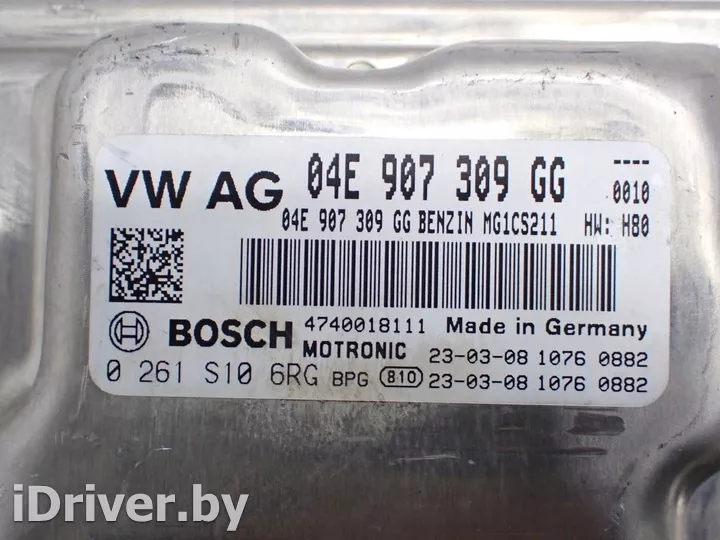 VW AG 04E 907 309 GG ----
0010
04E 907 309 GG BENZIN MG1CS211 HW: H80
BOSCH 4740018111 Made in Germany
MOTRONIC 23-03-08 1076 0882
0 261 S10 6RG BPG 810 23-03-08 1076 0882
iDriver.by